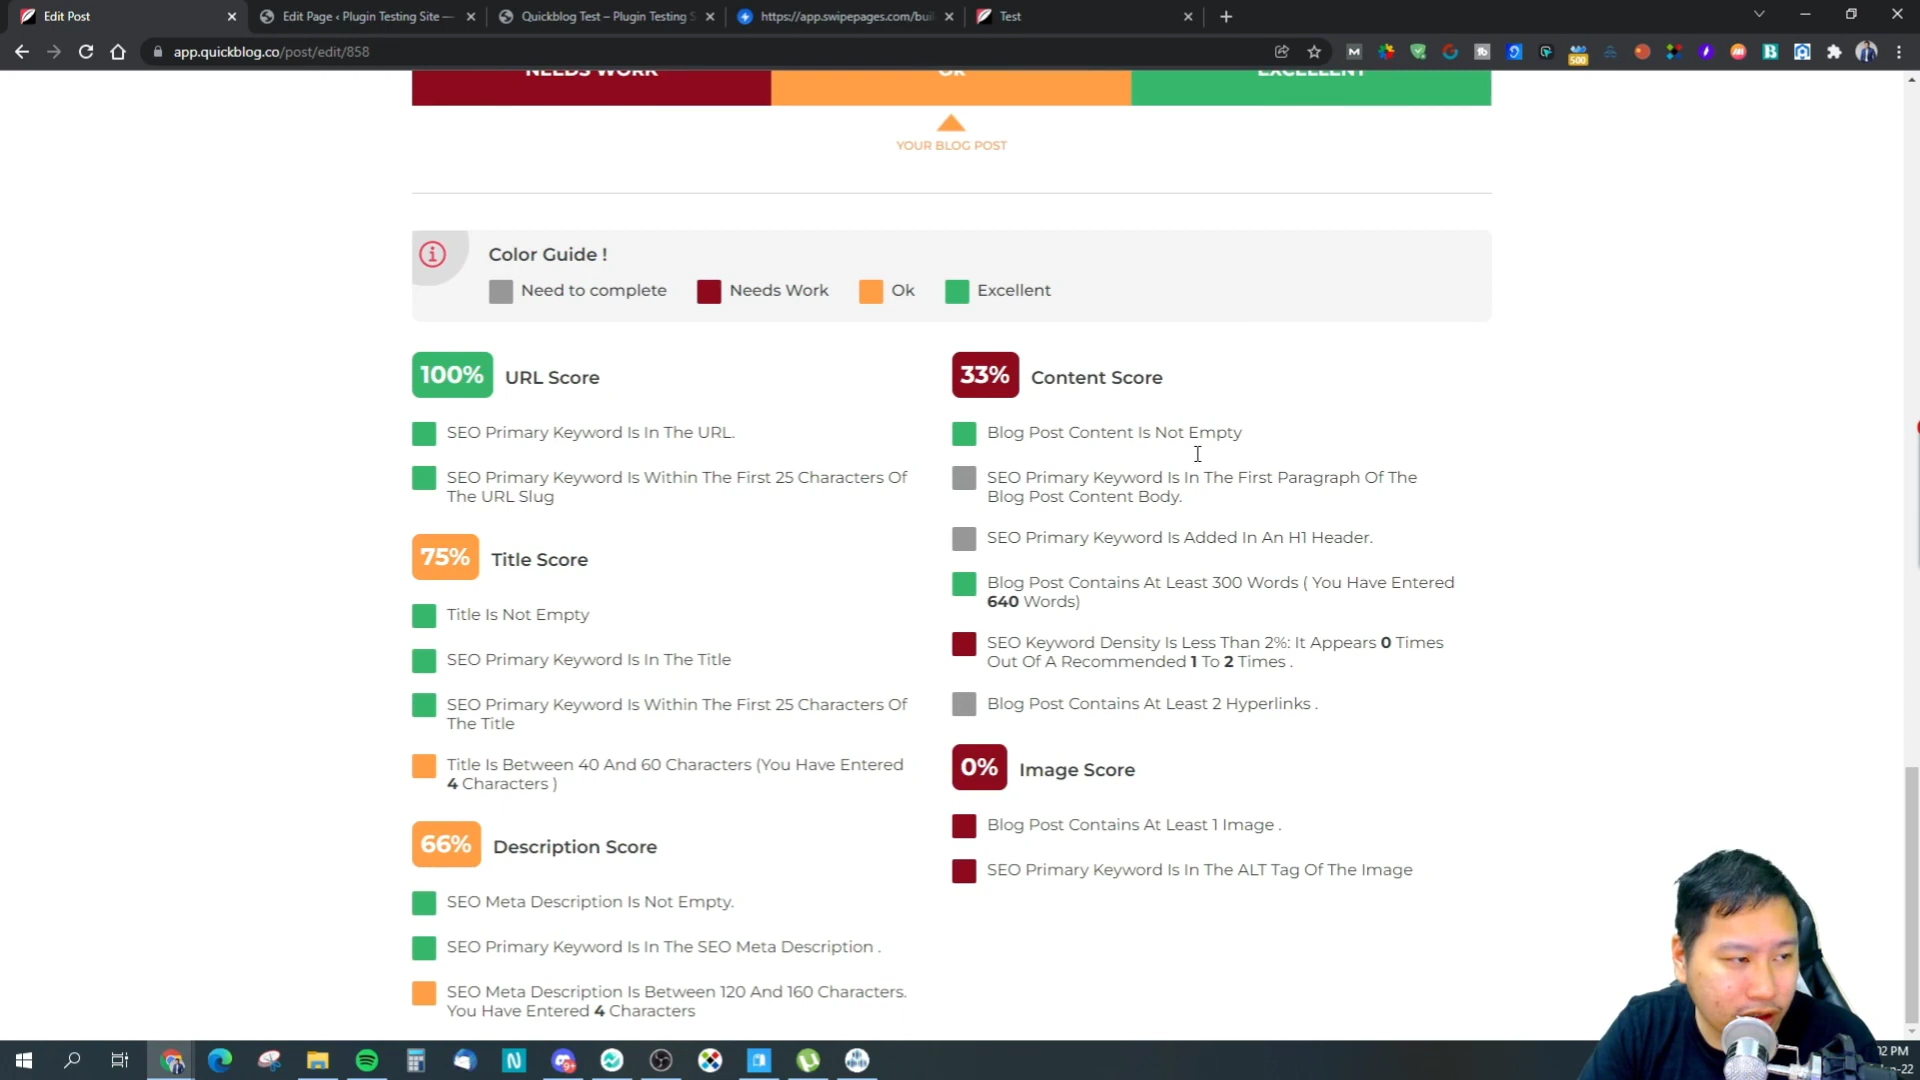 Edit Post
Edit Page ‹ Plugin Testing Site —
Quickblog Test – Plugin Testing S
https://app.swipepages.com/bui
Test
app.quickblog.co/post/edit/858
500
NEEDS WORK
OK
EXCELLENT
YOUR BLOG POST
Color Guide !
Need to complete
Needs Work
Ok
Excellent
100% URL Score
SEO Primary Keyword Is In The URL.
SEO Primary Keyword Is Within The First 25 Characters Of
The URL Slug
75% Title Score
Title Is Not Empty
SEO Primary Keyword Is In The Title
SEO Primary Keyword Is Within The First 25 Characters Of
The Title
Title Is Between 40 And 60 Characters (You Have Entered
4 Characters )
66% Description Score
SEO Meta Description Is Not Empty.
SEO Primary Keyword Is In The SEO Meta Description .
SEO Meta Description Is Between 120 And 160 Characters.
You Have Entered 4 Characters
33% Content Score
Blog Post Content Is Not Empty
SEO Primary Keyword Is In The First Paragraph Of The
Blog Post Content Body.
SEO Primary Keyword Is Added In An H1 Header.
Blog Post Contains At Least 300 Words ( You Have Entered
640 Words)
SEO Keyword Density Is Less Than 2%: It Appears 0 Times
Out Of A Recommended 1 To 2 Times .
Blog Post Contains At Least 2 Hyperlinks .
0% Image Score
Blog Post Contains At Least 1 Image .
SEO Primary Keyword Is In The ALT Tag Of The Image